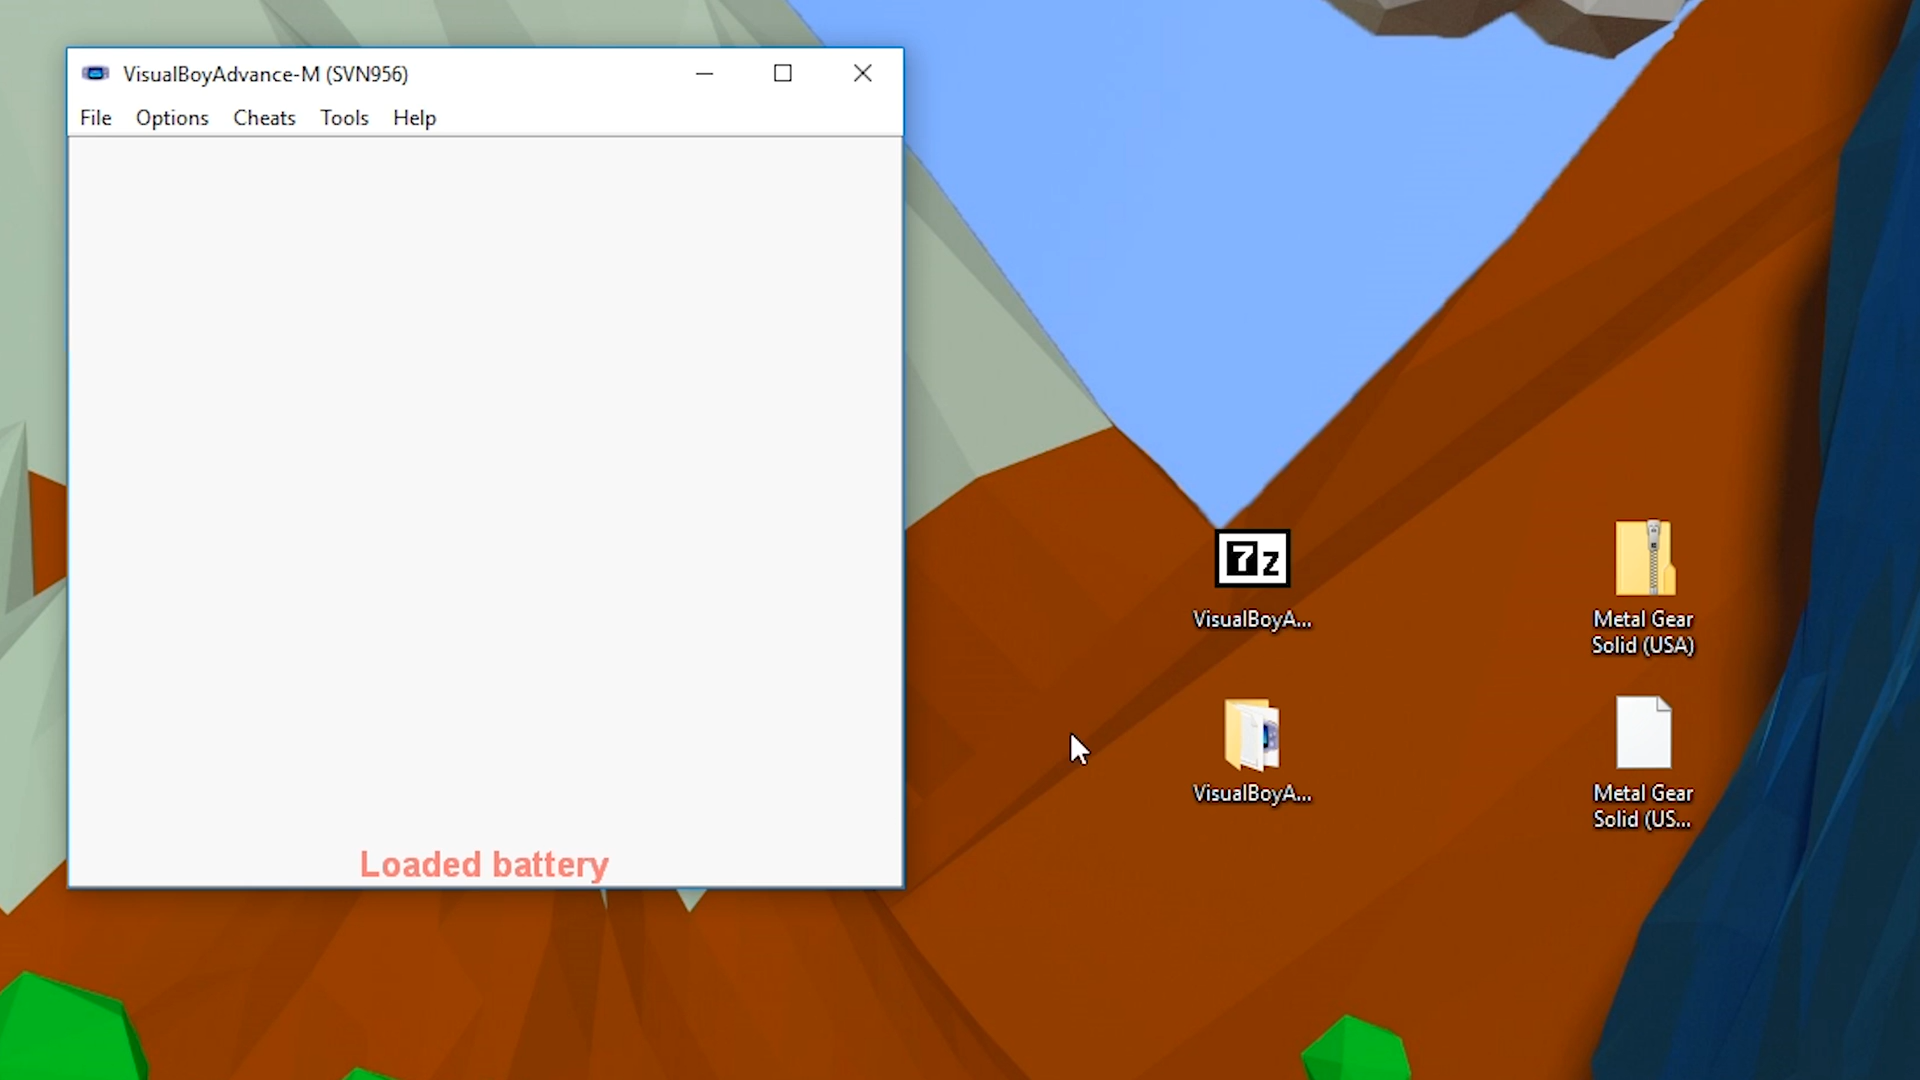 VisualBoyAdvance-M (SVN956)
File Options Cheats Tools Help
Loaded battery
7z
VisualBoyA...
Metal Gear
Solid (USA)
VisualBoyA...
Metal Gear
Solid (US...